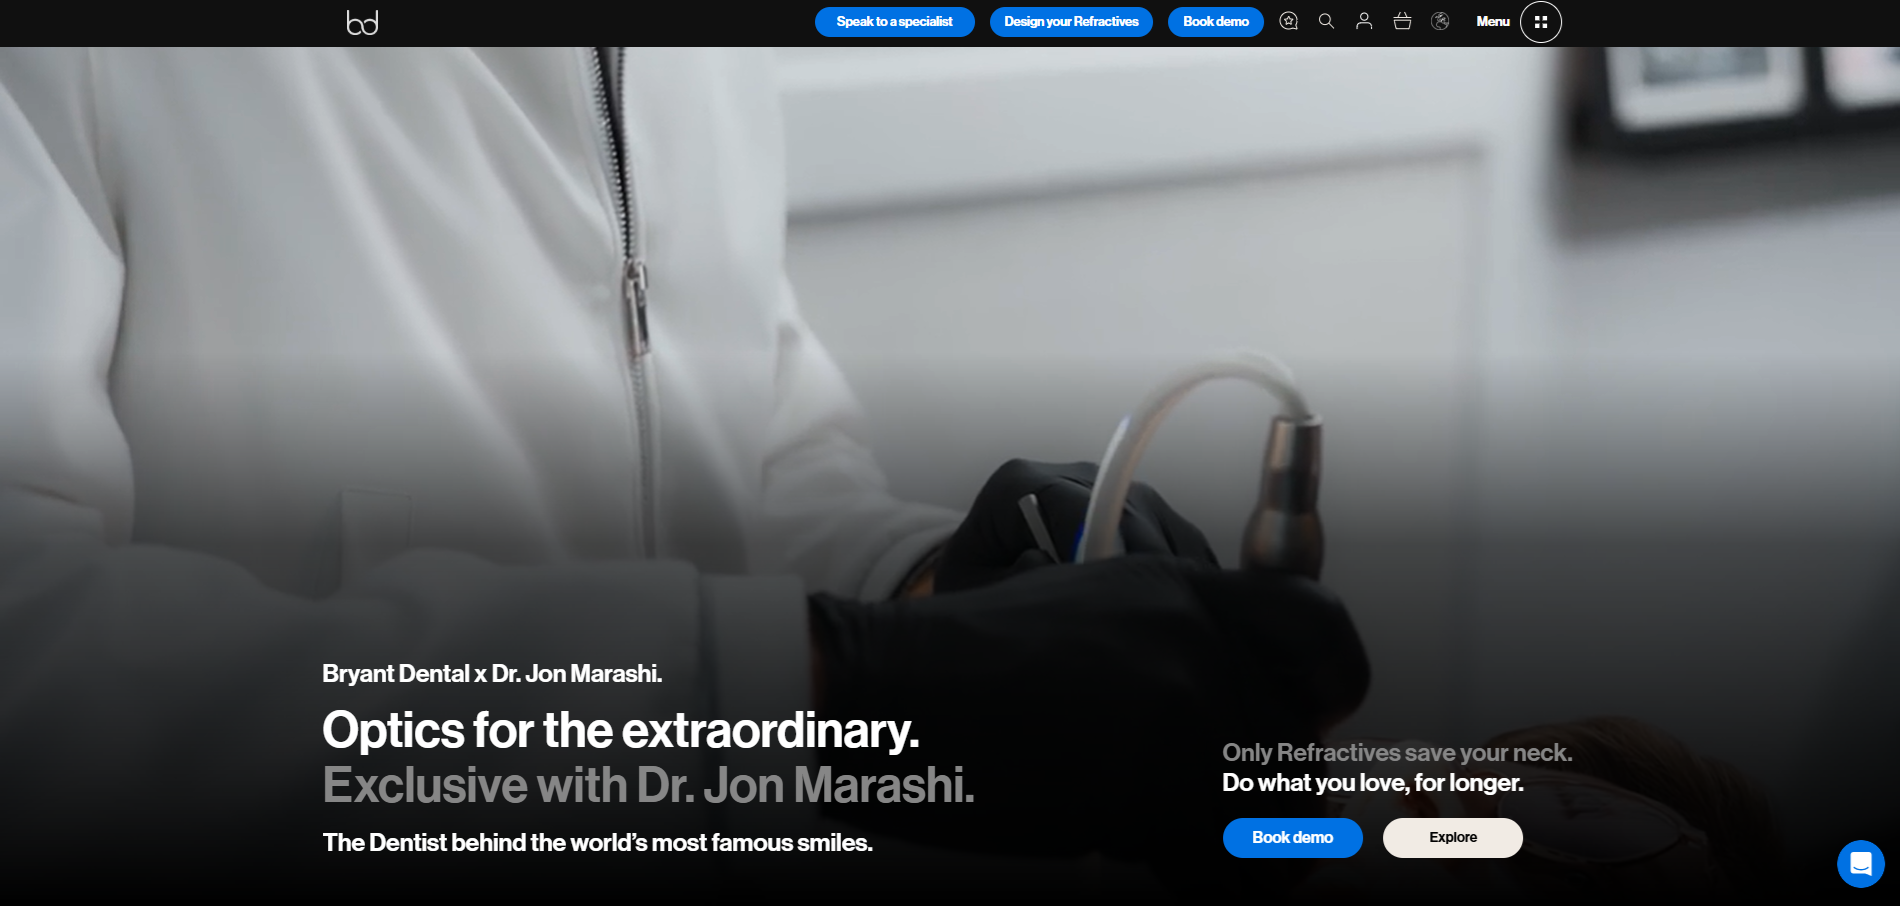 bd
Speak to a specialist
Design your Refractives
Book demo
Menu
Bryant Dental x Dr. Jon Marashi.
Optics for the extraordinary.
Exclusive with Dr. Jon Marashi.
The Dentist behind the world’s most famous smiles.
Only Refractives save your neck.
Do what you love, for longer.
Book demo
Explore